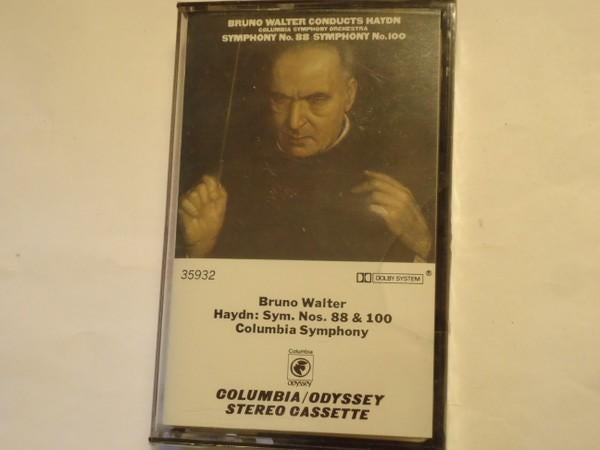 BRUNO WALTER CONDUCTS HAYDN
COLUMBIA SYMPHONY ORCHESTRA
SYMPHONY No. 88 SYMPHONY No. 100
35932
DOLBY SYSTEM ®
Bruno Walter
Haydn: Sym. Nos. 88 & 100
Columbia Symphony
Columbia
odyssey
COLUMBIA/ODYSSEY
STEREO CASSETTE